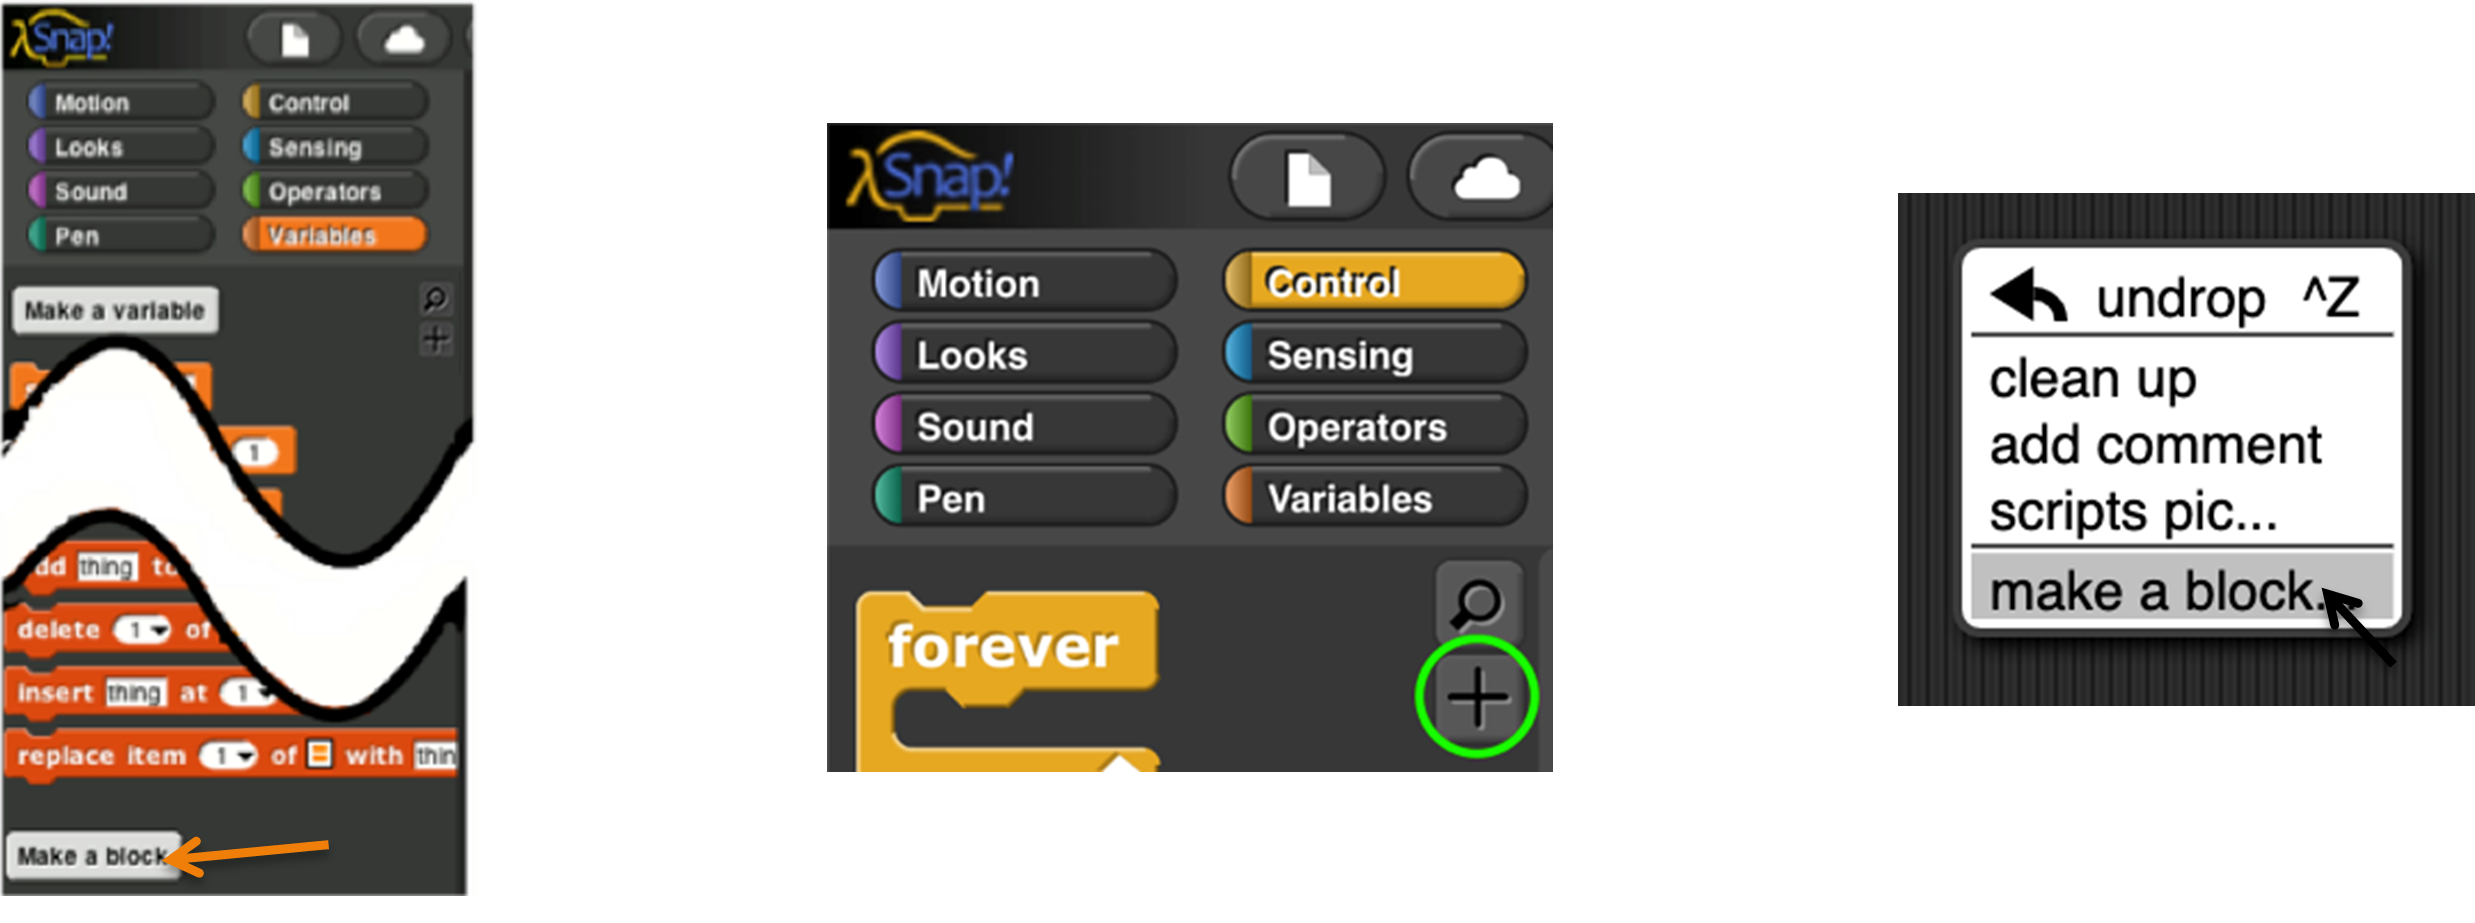 λSnap!
Motion Control
Looks Sensing
Sound Operators
Pen Variables
Make a variable
1
thing
delete 1 of
insert thing at 1
replace item 1 of with
Make a block
λSnap!
Motion Control
Looks Sensing
Sound Operators
Pen Variables
forever
undrop ^Z
clean up
add comment
scripts pic...
make a block...